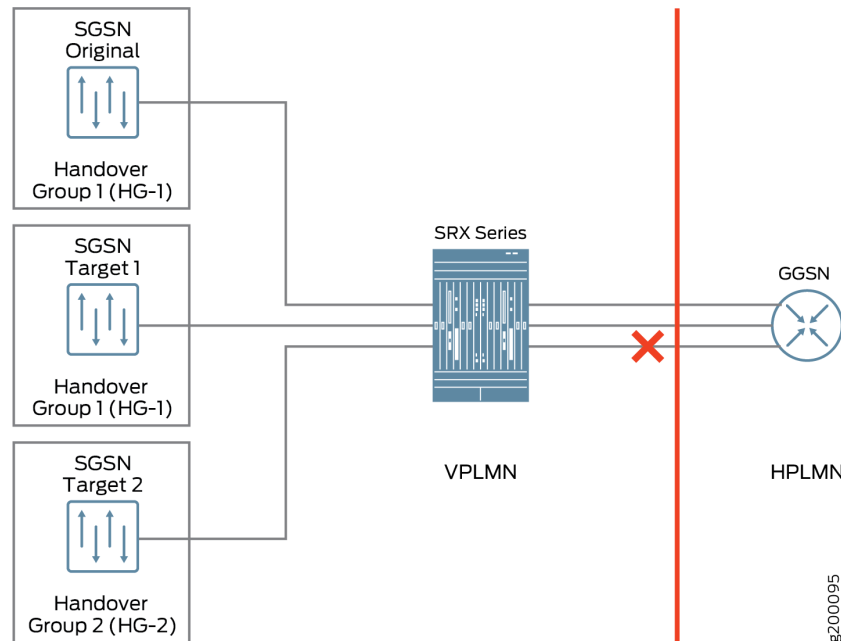 SGSN
Original
Handover
Group 1 (HG-1)
SGSN
Target 1
Handover
Group 1 (HG-1)
SGSN
Target 2
Handover
Group 2 (HG-2)
SRX Series
VPLMN
GGSN
HPLMN
g200095